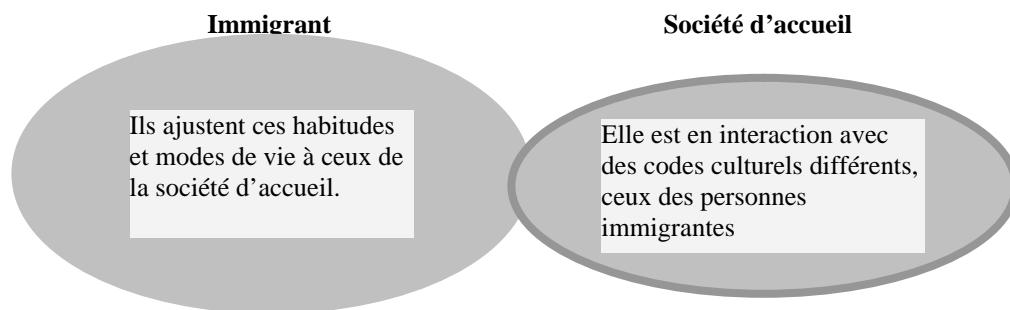 Immigrant
Société d’accueil
Ils ajustent ces habitudes
et modes de vie à ceux de
la société d’accueil.
Elle est en interaction avec
des codes culturels différents,
ceux des personnes
immigrantes